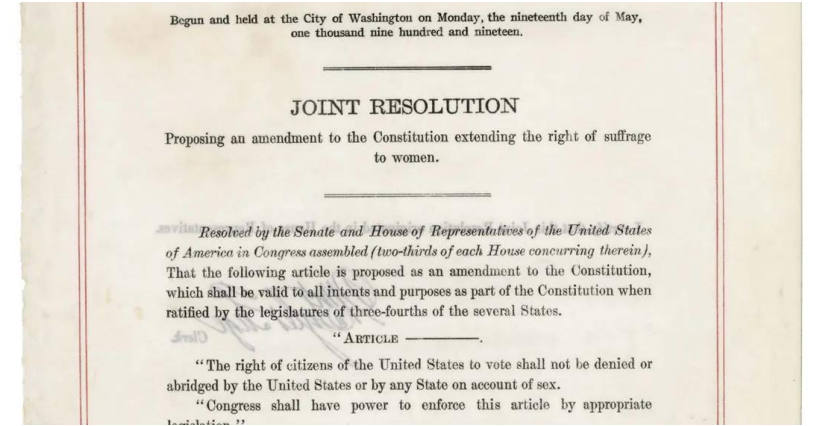 Begun and held at the City of Washington on Monday, the nineteenth day of May,
one thousand nine hundred and nineteen.
JOINT RESOLUTION
Proposing an amendment to the Constitution extending the right of suffrage
to women.
Resolved by the Senate and House of Representatives of the United States
of America in Congress assembled (two-thirds of each House concurring therein),
That the following article is proposed as an amendment to the Constitution,
which shall be valid to all intents and purposes as part of the Constitution when
ratified by the legislatures of three-fourths of the several States.
"ARTICLE ————.
"The right of citizens of the United States to vote shall not be denied or
abridged by the United States or by any State on account of sex.
"Congress shall have power to enforce this article by appropriate
legislation."